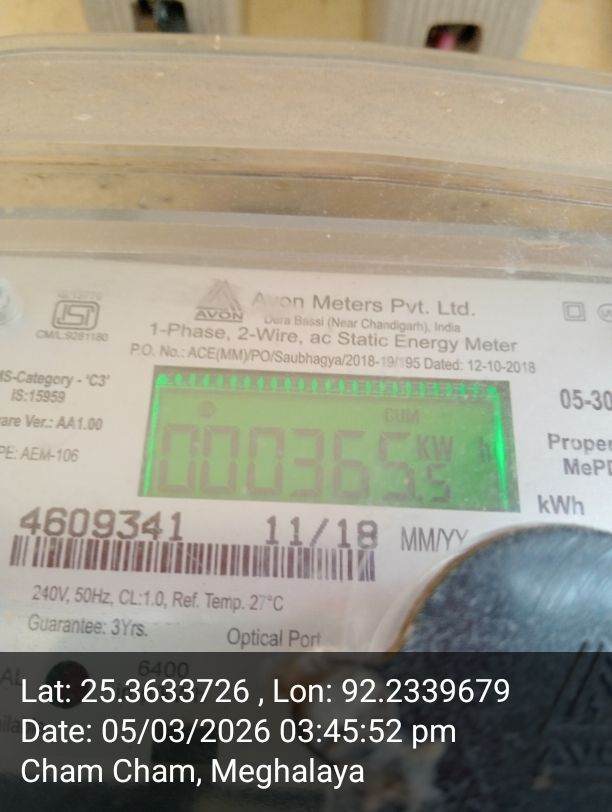 IS:15959
CM/L:9281180
AVON
Avon Meters Pvt. Ltd.
Dera Bassi (Near Chandigarh), India
1-Phase, 2-Wire, ac Static Energy Meter
P.O. No.: ACE(MM)/PO/Saubhagya/2018-19/195 Dated: 12-10-2018
MS-Category - 'C3'
IS:15959
are Ver.: AA1.00
PE: AEM-106
CUM
KW h
05-30
Proper
MePD
kWh
4609341 11/18 MM/YY
240V, 50Hz, CL:1.0, Ref. Temp. 27°C
Guarantee: 3Yrs.
Optical Port
6400
Lat: 25.3633726 , Lon: 92.2339679
Date: 05/03/2026 03:45:52 pm
Cham Cham, Meghalaya